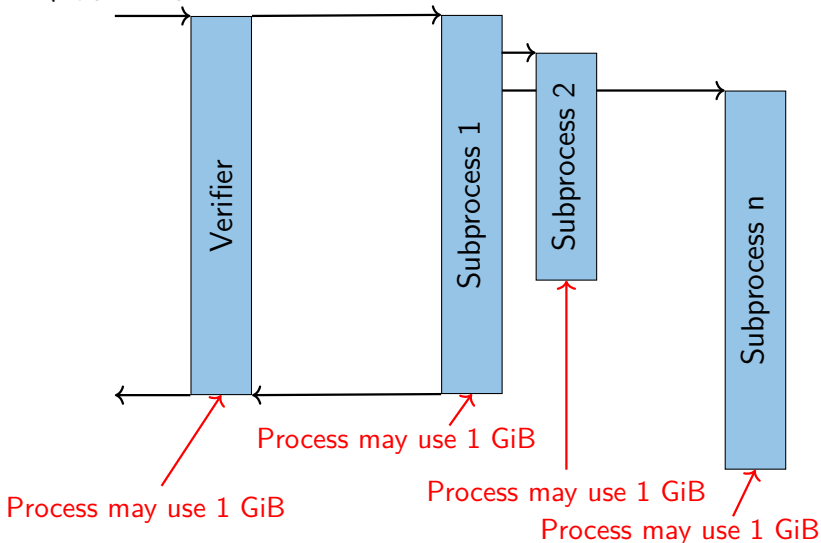 Verifier
Subprocess 1
Subprocess 2
Subprocess n
Process may use 1 GiB
Process may use 1 GiB
Process may use 1 GiB
Process may use 1 GiB